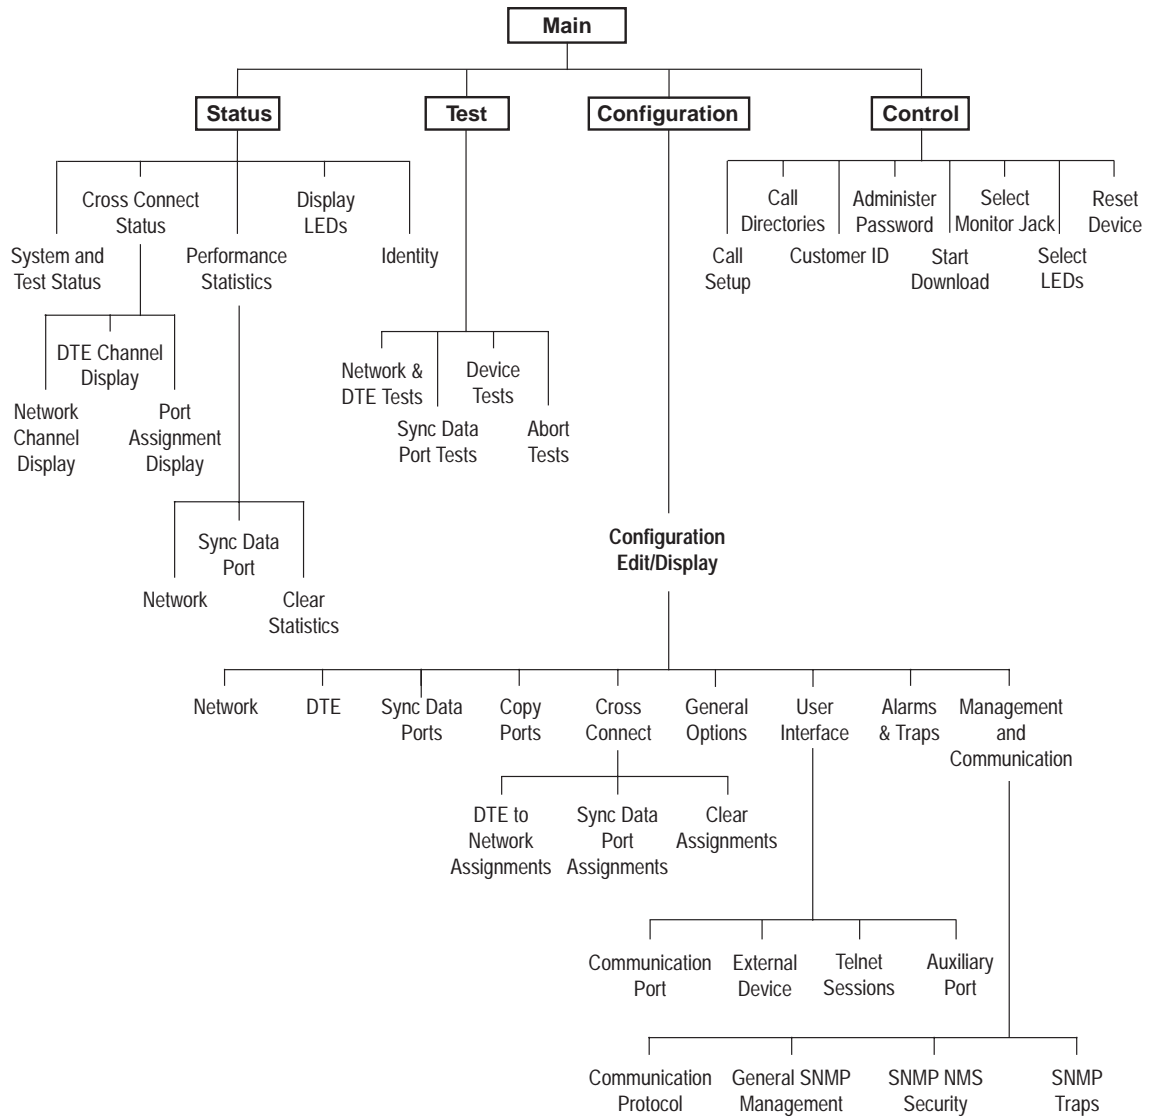 Main
Status
Test
Configuration
Control
Cross Connect
Status
Display
LEDs
System and
Test Status
Performance
Statistics
Identity
Call
Directories
Administer
Password
Select
Monitor Jack
Reset
Device
Call
Setup
Customer ID
Start
Download
Select
LEDs
DTE Channel
Display
Network
Channel
Display
Port
Assignment
Display
Network &
DTE Tests
Device
Tests
Sync Data
Port Tests
Abort
Tests
Sync Data
Port
Network
Clear
Statistics
Configuration
Edit/Display
Network
DTE
Sync Data
Ports
Copy
Ports
Cross
Connect
General
Options
User
Interface
Alarms
& Traps
Management
and
Communication
DTE to
Network
Assignments
Sync Data
Port
Assignments
Clear
Assignments
Communication
Port
External
Device
Telnet
Sessions
Auxiliary
Port
Communication
Protocol
General SNMP
Management
SNMP NMS
Security
SNMP
Traps